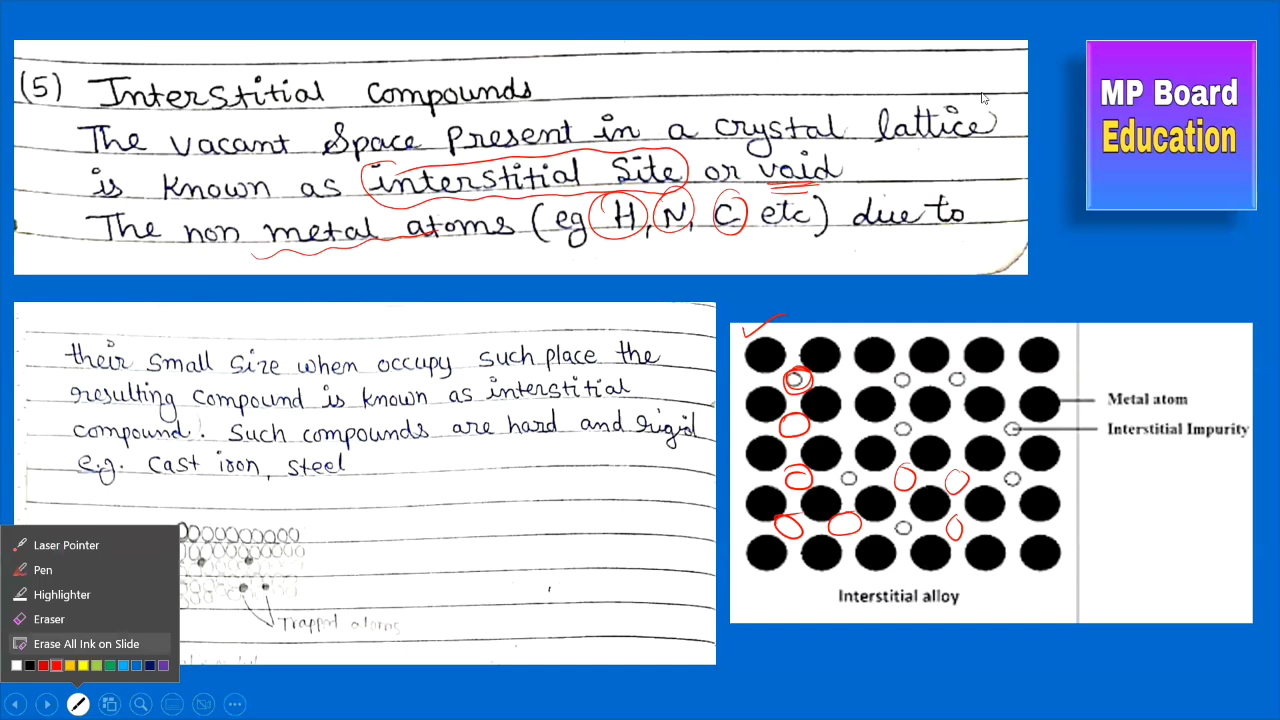 (5) Interstitial compounds
The vacant Space Present in a crystal lattice
is known as interstitial Site or void
The non metal atoms (eg H, N, C etc) due to
MP Board
Education
their small size when occupy such place the
resulting compound is known as interstitial
compound. Such compounds are hard and rigid
e.g. Cast iron, steel
Trapped atoms
Metal atom
Interstitial Impurity
Interstitial alloy
Laser Pointer
Pen
Highlighter
Eraser
Erase All Ink on Slide